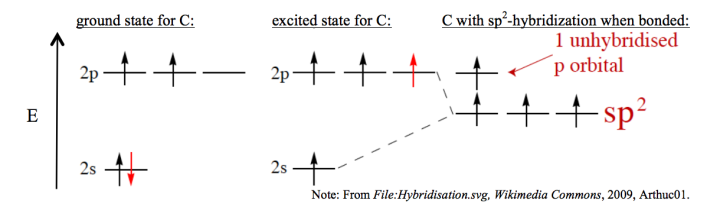 ground state for C: excited state for C: C with sp²-hybridization when bonded:
1 unhybridised
p orbital
2p 2p
E
sp²
2s 2s
Note: From File:Hybridisation.svg, Wikimedia Commons, 2009, Arthuc01.